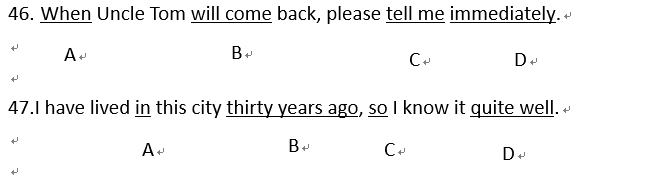 46. When Uncle Tom will come back, please tell me immediately.
A B C D
47.I have lived in this city thirty years ago, so I know it quite well.
A B C D